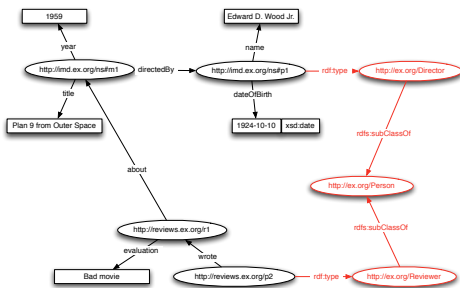 1959
Edward D. Wood Jr.
year
name
http://imd.ex.org/ns#m1
directedBy
http://imd.ex.org/ns#p1
rdf:type
http://ex.org/Director
title
dateOfBirth
Plan 9 from Outer Space
1924-10-10
xsd:date
rdfs:subClassOf
about
http://ex.org/Person
http://reviews.ex.org/r1
rdfs:subClassOf
evaluation
wrote
Bad movie
http://reviews.ex.org/p2
rdf:type
http://ex.org/Reviewer